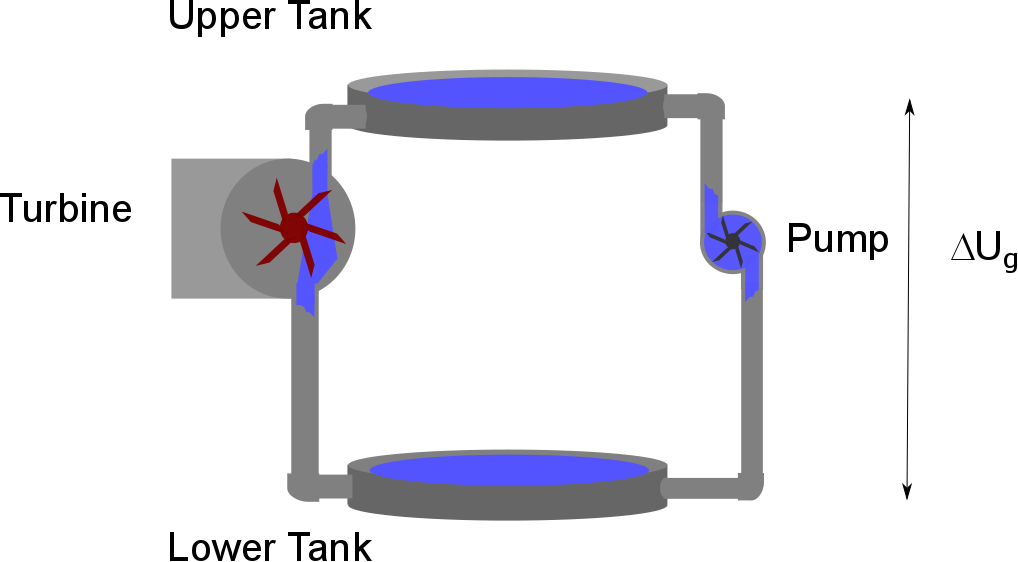 Upper Tank
Turbine
Pump
ΔUg
Lower Tank